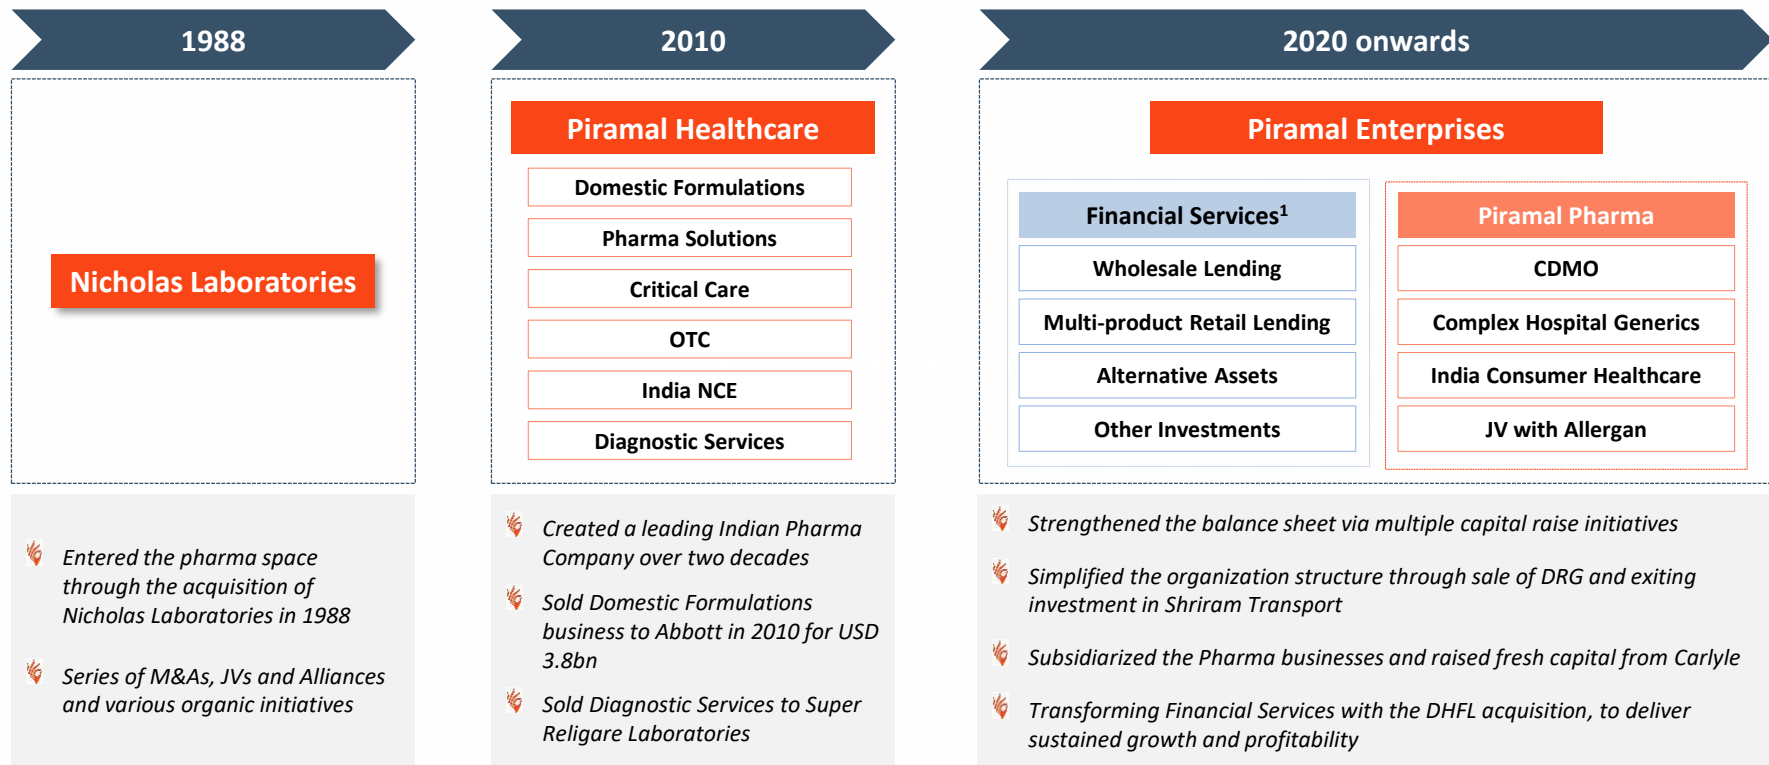 1988
Nicholas Laboratories
Entered the pharma space
through the acquisition of
Nicholas Laboratories in 1988
Series of M&As, JVs and Alliances
and various organic initiatives
2010
Piramal Healthcare
Domestic Formulations
Pharma Solutions
Critical Care
OTC
India NCE
Diagnostic Services
Created a leading Indian Pharma
Company over two decades
Sold Domestic Formulations
business to Abbott in 2010 for USD
3.8bn
Sold Diagnostic Services to Super
Religare Laboratories
2020 onwards
Piramal Enterprises
Financial Services¹
Wholesale Lending
Multi-product Retail Lending
Alternative Assets
Other Investments
Piramal Pharma
CDMO
Complex Hospital Generics
India Consumer Healthcare
JV with Allergan
Strengthened the balance sheet via multiple capital raise initiatives
Simplified the organization structure through sale of DRG and exiting
investment in Shriram Transport
Subsidiarized the Pharma businesses and raised fresh capital from Carlyle
Transforming Financial Services with the DHFL acquisition, to deliver
sustained growth and profitability